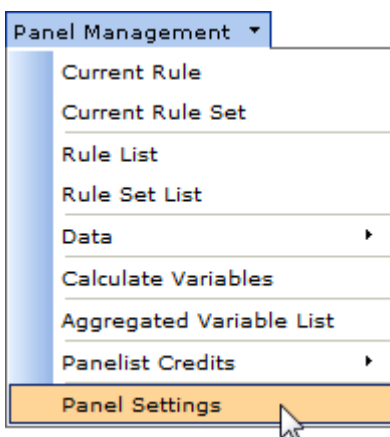 Panel Management
Current Rule
Current Rule Set
Rule List
Rule Set List
Data
Calculate Variables
Aggregated Variable List
Panelist Credits
Panel Settings